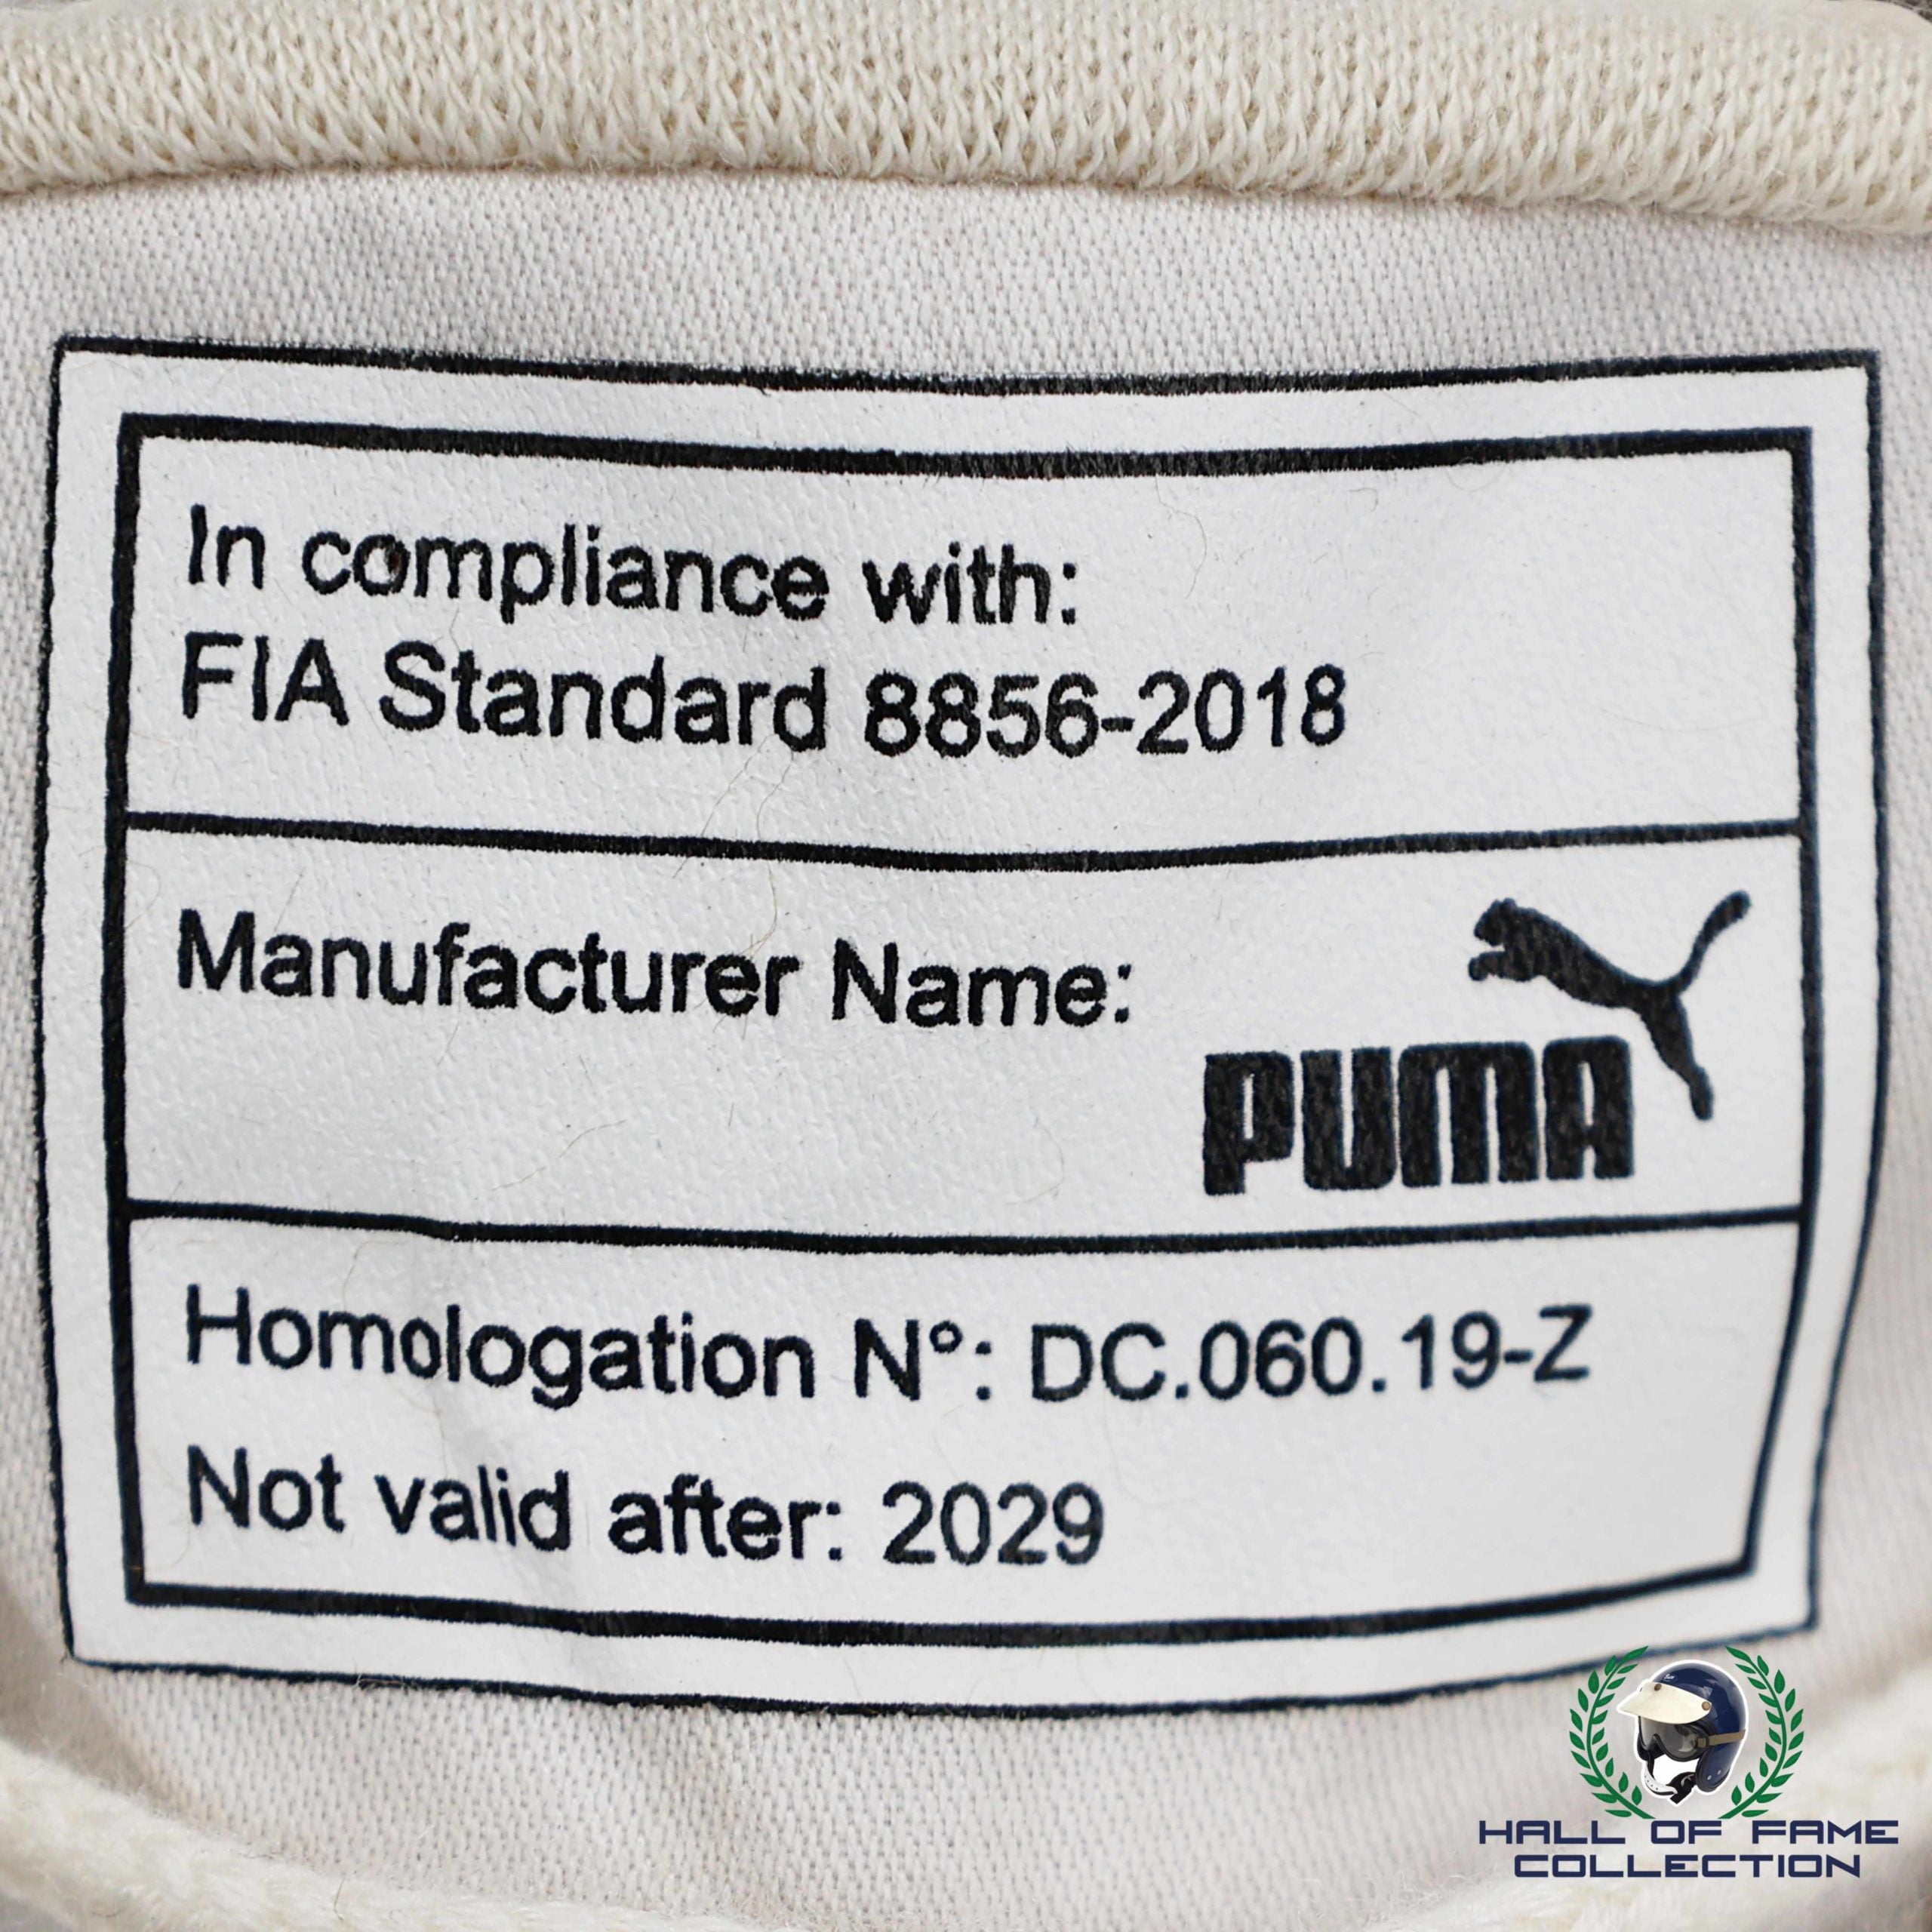 In compliance with:
FIA Standard 8856-2018
Manufacturer Name:
PUMA
Homologation N°: DC.060.19-Z
Not valid after: 2029
HALL OF FAME
COLLECTION